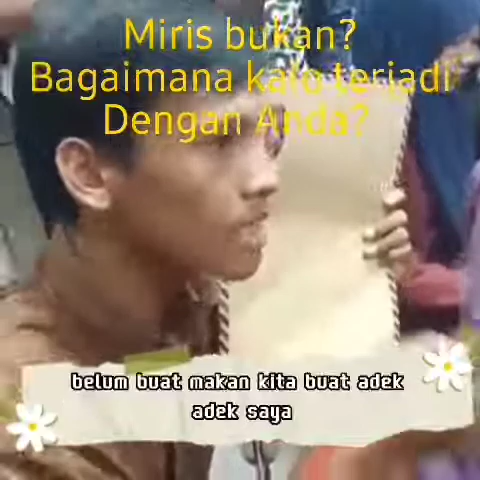 Miris bukan?
Bagaimana kalo terjadi
Dengan Anda?
belum buat makan kita buat adek
adek saya